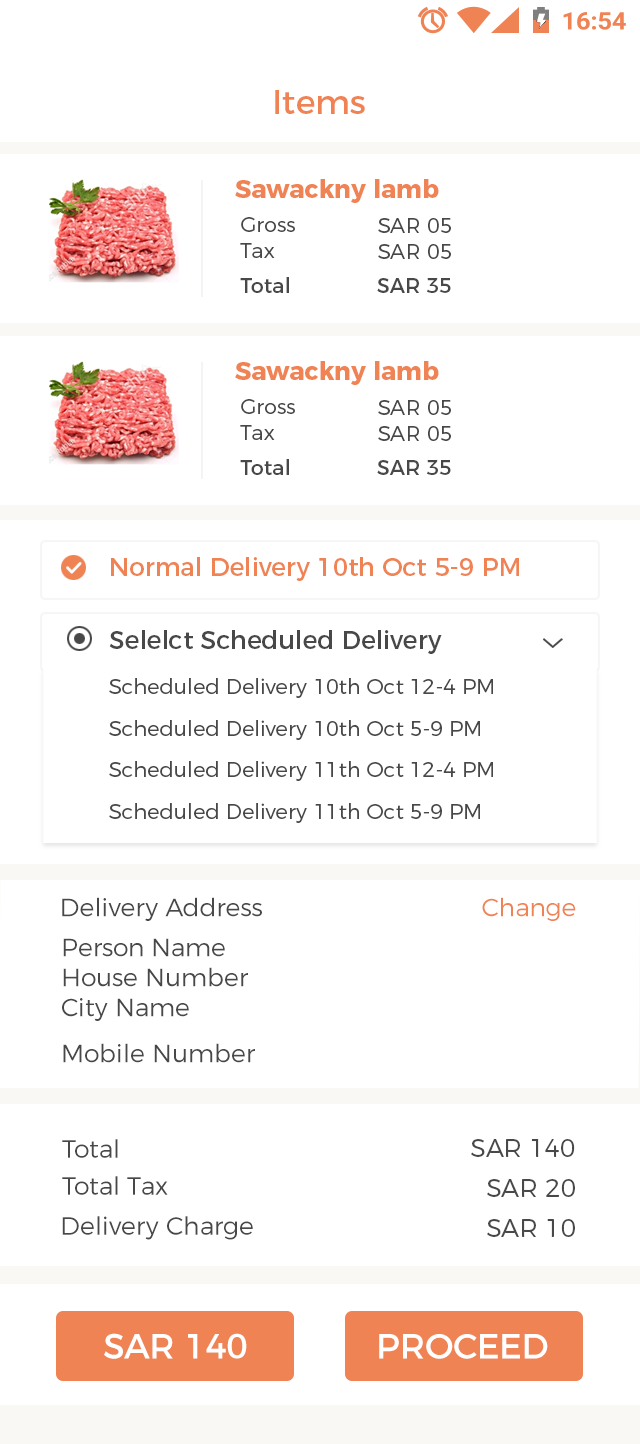 16:54
Items
Sawackny lamb
Gross SAR 05
Tax SAR 05
Total SAR 35
Sawackny lamb
Gross SAR 05
Tax SAR 05
Total SAR 35
Normal Delivery 10th Oct 5-9 PM
Selelct Scheduled Delivery
Scheduled Delivery 10th Oct 12-4 PM
Scheduled Delivery 10th Oct 5-9 PM
Scheduled Delivery 11th Oct 12-4 PM
Scheduled Delivery 11th Oct 5-9 PM
Delivery Address Change
Person Name
House Number
City Name
Mobile Number
Total SAR 140
Total Tax SAR 20
Delivery Charge SAR 10
SAR 140 PROCEED